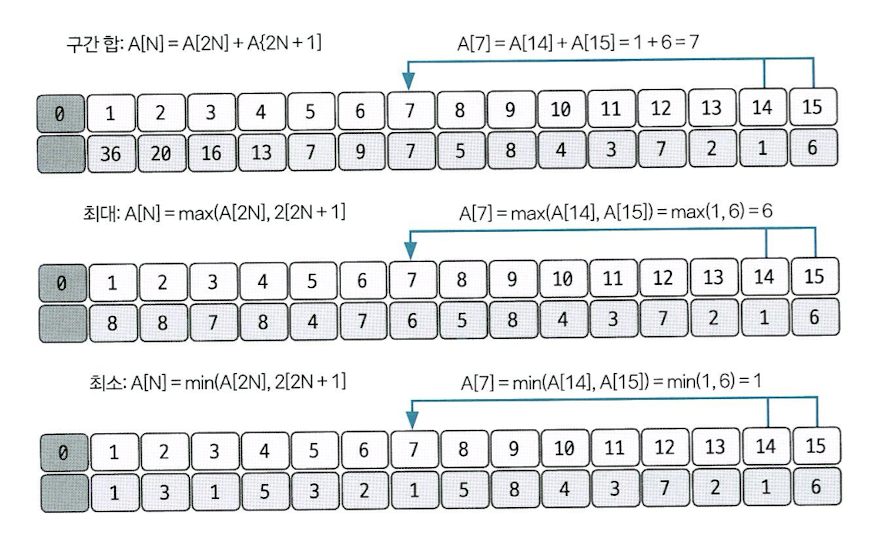 구간 합: A[N] = A[2N] + A{2N + 1]
A[7] = A[14] + A[15] = 1 + 6 = 7
0 1 2 3 4 5 6 7 8 9 10 11 12 13 14 15
36 20 16 13 7 9 7 5 8 4 3 7 2 1 6
최대: A[N] = max(A[2N], 2[2N + 1]
A[7] = max(A[14], A[15]) = max(1, 6) = 6
0 1 2 3 4 5 6 7 8 9 10 11 12 13 14 15
8 8 7 8 4 7 6 5 8 4 3 7 2 1 6
최소: A[N] = min(A[2N], 2[2N + 1]
A[7] = min(A[14], A[15]) = min(1, 6) = 1
0 1 2 3 4 5 6 7 8 9 10 11 12 13 14 15
1 3 1 5 3 2 1 5 8 4 3 7 2 1 6